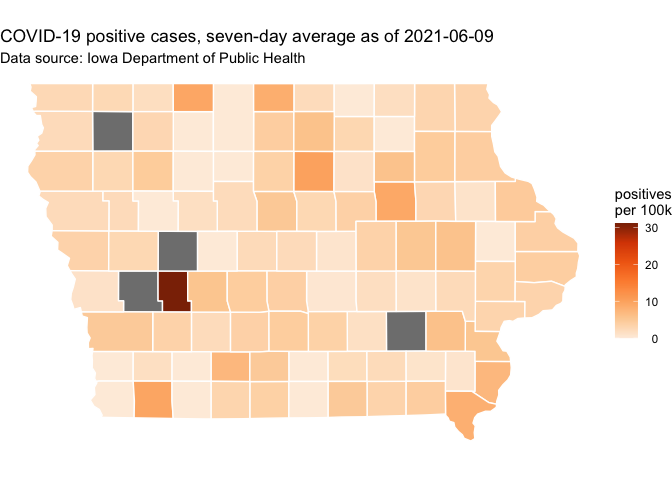 COVID-19 positive cases, seven-day average as of 2021-06-09
Data source: Iowa Department of Public Health
positives
per 100k
30
20
10
0